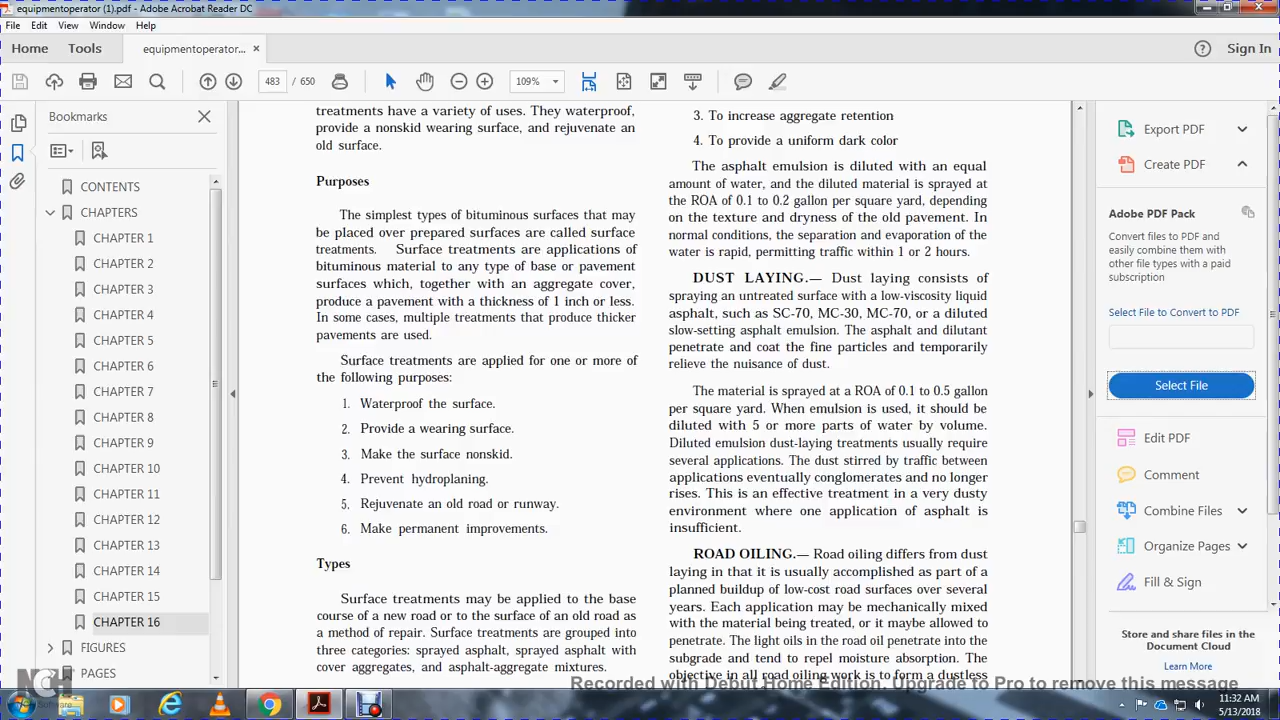 equipmentoperator (1).pdf - Adobe Acrobat Reader DC
File Edit View Window Help
Home Tools equipmentoperator... × Sign In
483 / 650 109%
Bookmarks
CONTENTS
CHAPTERS
CHAPTER 1
CHAPTER 2
CHAPTER 3
CHAPTER 4
CHAPTER 5
CHAPTER 6
CHAPTER 7
CHAPTER 8
CHAPTER 9
CHAPTER 10
CHAPTER 11
CHAPTER 12
CHAPTER 13
CHAPTER 14
CHAPTER 15
CHAPTER 16
FIGURES
PAGES
treatments have a variety of uses. They waterproof,
provide a nonskid wearing surface, and rejuvenate an
old surface.
Purposes
The simplest types of bituminous surfaces that may
be placed over prepared surfaces are called surface
treatments. Surface treatments are applications of
bituminous material to any type of base or pavement
surfaces which, together with an aggregate cover,
produce a pavement with a thickness of 1 inch or less.
In some cases, multiple treatments that produce thicker
pavements are used.
Surface treatments are applied for one or more of
the following purposes:
1. Waterproof the surface.
2. Provide a wearing surface.
3. Make the surface nonskid.
4. Prevent hydroplaning.
5. Rejuvenate an old road or runway.
6. Make permanent improvements.
Types
Surface treatments may be applied to the base
course of a new road or to the surface of an old road as
a method of repair. Surface treatments are grouped into
three categories: sprayed asphalt, sprayed asphalt with
cover aggregates, and asphalt-aggregate mixtures.
3. To increase aggregate retention
4. To provide a uniform dark color
The asphalt emulsion is diluted with an equal
amount of water, and the diluted material is sprayed at
the ROA of 0.1 to 0.2 gallon per square yard, depending
on the texture and dryness of the old pavement. In
normal conditions, the separation and evaporation of the
water is rapid, permitting traffic within 1 or 2 hours.
DUST LAYING.— Dust laying consists of
spraying an untreated surface with a low-viscosity liquid
asphalt, such as SC-70, MC-30, MC-70, or a diluted
slow-setting asphalt emulsion. The asphalt and dilutant
penetrate and coat the fine particles and temporarily
relieve the nuisance of dust.
The material is sprayed at a ROA of 0.1 to 0.5 gallon
per square yard. When emulsion is used, it should be
diluted with 5 or more parts of water by volume.
Diluted emulsion dust-laying treatments usually require
several applications. The dust stirred by traffic between
applications eventually conglomerates and no longer
rises. This is an effective treatment in a very dusty
environment where one application of asphalt is
insufficient.
ROAD OILING.— Road oiling differs from dust
laying in that it is usually accomplished as part of a
planned buildup of low-cost road surfaces over several
years. Each application may be mechanically mixed
with the material being treated, or it maybe allowed to
penetrate. The light oils in the road oil penetrate into the
subgrade and tend to repel moisture absorption. The
objective in all road oiling work is to form a dustless
Export PDF
Create PDF
Adobe PDF Pack
Convert files to PDF and
easily combine them with
other file types with a paid
subscription
Select File to Convert to PDF
Select File
Edit PDF
Comment
Combine Files
Organize Pages
Fill & Sign
Store and share files in the
Document Cloud
Learn More
Recorded with Debut Home Edition. Upgrade to Pro to remove this message
NCH
Software
11:32 AM
5/13/2018